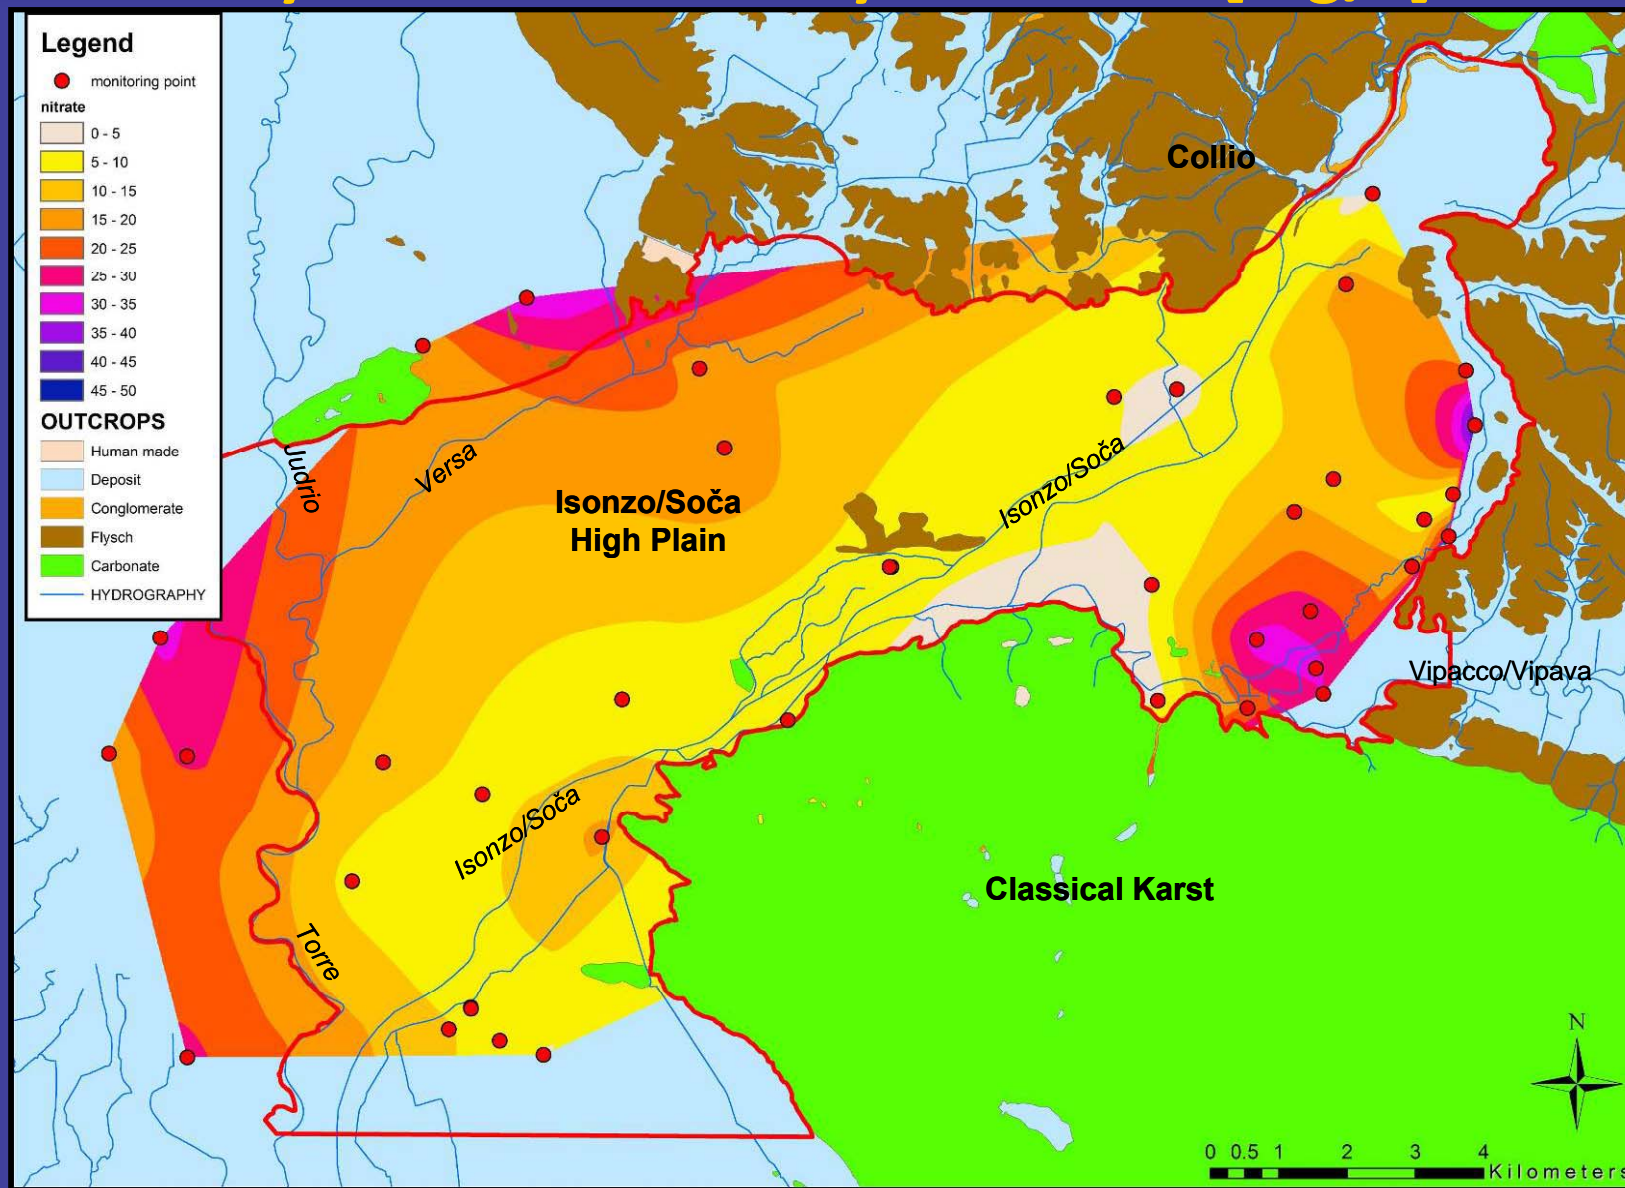 Legend
monitoring point
nitrate
0 - 5
5 - 10
10 - 15
15 - 20
20 - 25
25 - 30
30 - 35
35 - 40
40 - 45
45 - 50
OUTCROPS
Human made
Deposit
Conglomerate
Flysch
Carbonate
HYDROGRAPHY
Collio
Judrio
Versa
Isonzo/Soča
High Plain
Isonzo/Soča
Vipacco/Vipava
Isonzo/Soča
Classical Karst
Torre
N
0 0.5 1 2 3 4
Kilometers